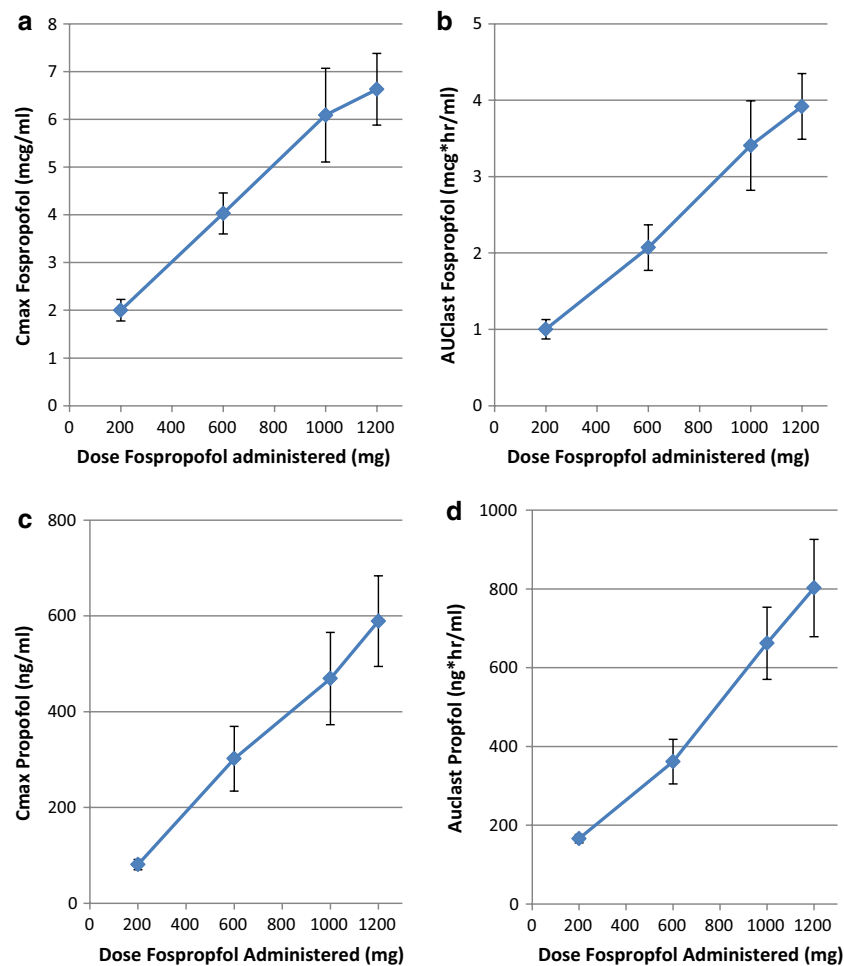 a
8
7
6
5
4
3
2
1
0
0 200 400 600 800 1000 1200
Cmax Fospropofol (mcg/ml)
Dose Fospropofol administered (mg)
b
5
4
3
2
1
0
0 200 400 600 800 1000 1200
AUClast Fospropfol (mcg*hr/ml)
Dose Fospropfol administered (mg)
c
800
600
400
200
0
0 200 400 600 800 1000 1200
Cmax Propofol (ng/ml)
Dose Fospropfol Administered (mg)
d
1000
800
600
400
200
0
0 200 400 600 800 1000 1200
Auclast Propfol (ng*hr/ml)
Dose Fospropfol Administered (mg)